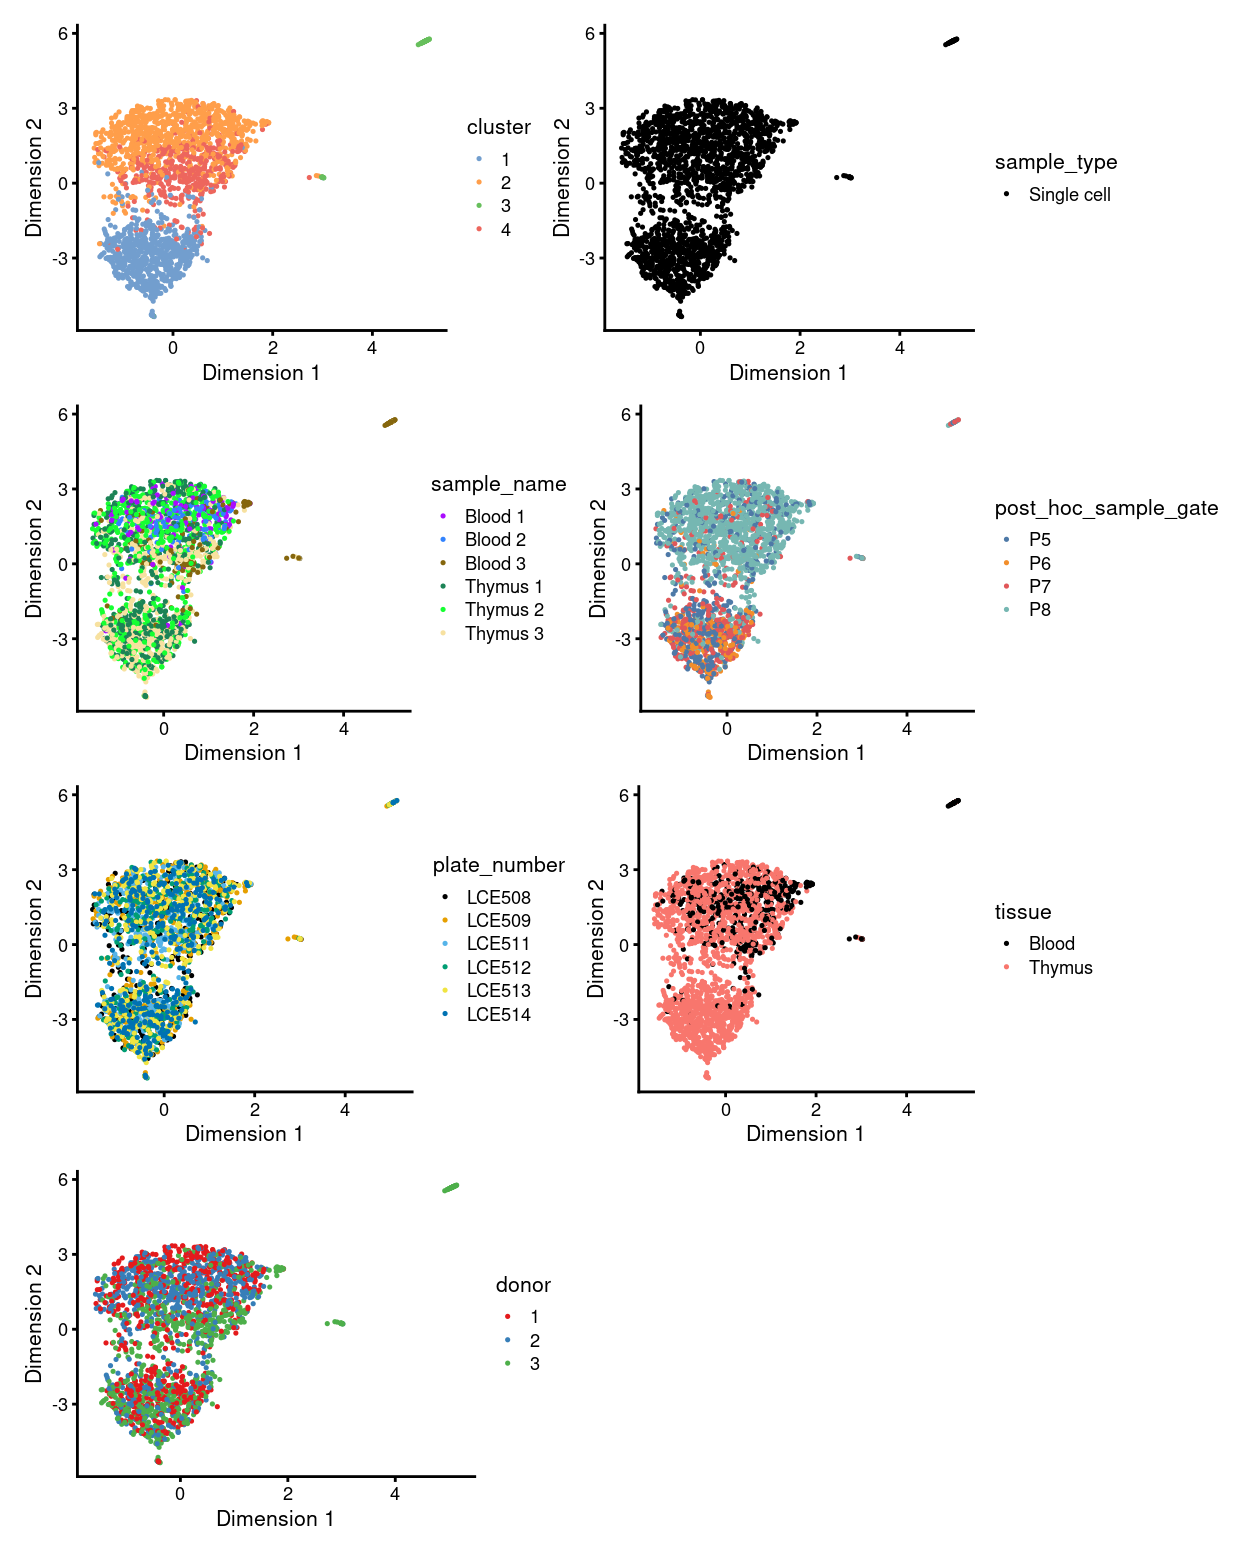 6
3
0
-3
Dimension 2
0
2
4
Dimension 1
cluster
1
2
3
4
6
3
0
-3
Dimension 2
0
2
4
Dimension 1
sample_type
Single cell
6
3
0
-3
Dimension 2
0
2
4
Dimension 1
sample_name
Blood 1
Blood 2
Blood 3
Thymus 1
Thymus 2
Thymus 3
6
3
0
-3
Dimension 2
0
2
4
Dimension 1
post_hoc_sample_gate
P5
P6
P7
P8
6
3
0
-3
Dimension 2
0
2
4
Dimension 1
plate_number
LCE508
LCE509
LCE511
LCE512
LCE513
LCE514
6
3
0
-3
Dimension 2
0
2
4
Dimension 1
tissue
Blood
Thymus
6
3
0
-3
Dimension 2
0
2
4
Dimension 1
donor
1
2
3